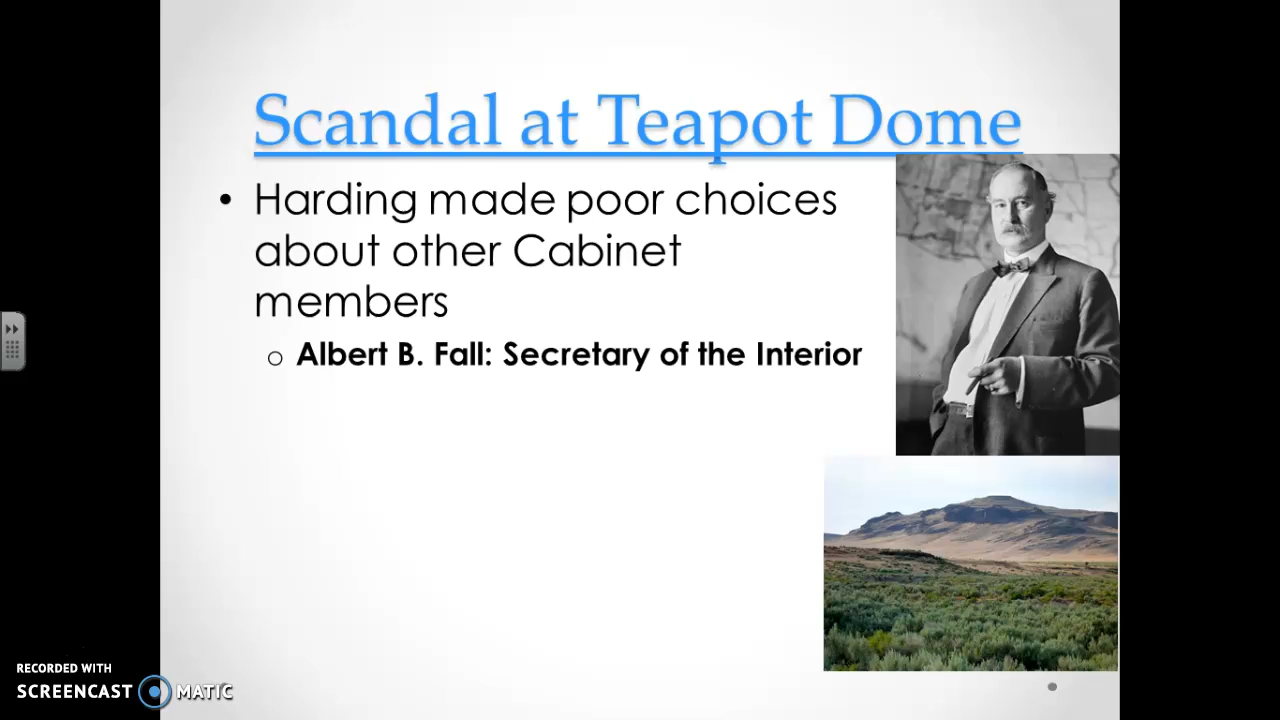 Scandal at Teapot Dome
• Harding made poor choices
about other Cabinet
members
o Albert B. Fall: Secretary of the Interior
RECORDED WITH
SCREENCAST MATIC